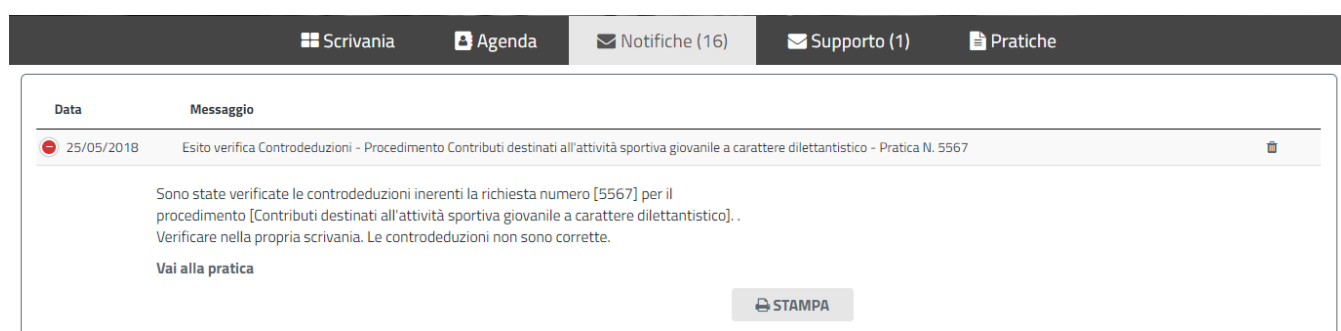 Scrivania Agenda Notifiche (16) Supporto (1) Pratiche
Data Messaggio
25/05/2018 Esito verifica Controdeduzioni - Procedimento Contributi destinati all'attività sportiva giovanile a carattere dilettantistico - Pratica N. 5567
Sono state verificate le controdeduzioni inerenti la richiesta numero [5567] per il
procedimento [Contributi destinati all'attività sportiva giovanile a carattere dilettantistico]. .
Verificare nella propria scrivania. Le controdeduzioni non sono corrette.
Vai alla pratica
STAMPA